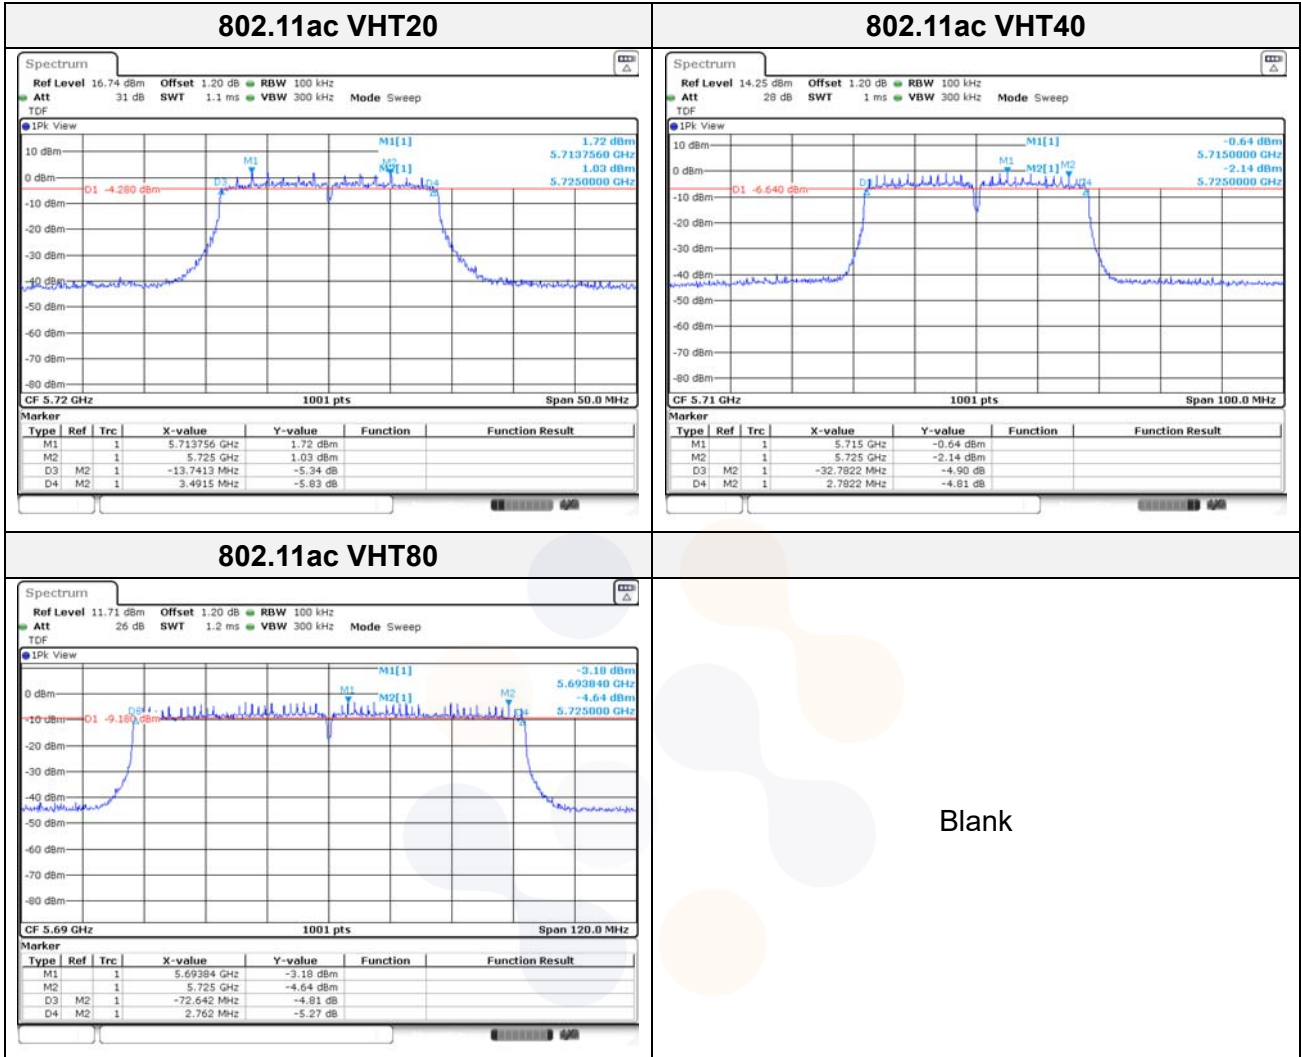 802.11ac VHT20
Spectrum
Ref Level 16.74 dBm Offset 1.20 dB RBW 100 kHz
Att 31 dB SWT 1.1 ms VBW 300 kHz Mode Sweep
TDF
1Pk View
M1[1] 1.72 dBm
5.7137560 GHz
M2[1] 1.03 dBm
5.7250000 GHz
10 dBm
M1
M2
0 dBm
D3
D4
D1 -4.280 dBm
-10 dBm
-20 dBm
-30 dBm
-40 dBm
-50 dBm
-60 dBm
-70 dBm
-80 dBm
CF 5.72 GHz 1001 pts Span 50.0 MHz
Marker
Type Ref Trc X-value Y-value Function Function Result
M1 1 5.713756 GHz 1.72 dBm
M2 1 5.725 GHz 1.03 dBm
D3 M2 1 -13.7413 MHz -5.34 dB
D4 M2 1 3.4915 MHz -5.83 dB
802.11ac VHT40
Spectrum
Ref Level 14.25 dBm Offset 1.20 dB RBW 100 kHz
Att 28 dB SWT 1 ms VBW 300 kHz Mode Sweep
TDF
1Pk View
M1[1] -0.64 dBm
5.7150000 GHz
M2[1] -2.14 dBm
5.7250000 GHz
10 dBm
M1
M2
0 dBm
D4
D1 -6.640 dBm
-10 dBm
-20 dBm
-30 dBm
-40 dBm
-50 dBm
-60 dBm
-70 dBm
-80 dBm
CF 5.71 GHz 1001 pts Span 100.0 MHz
Marker
Type Ref Trc X-value Y-value Function Function Result
M1 1 5.715 GHz -0.64 dBm
M2 1 5.725 GHz -2.14 dBm
D3 M2 1 -32.7822 MHz -4.90 dB
D4 M2 1 2.7822 MHz -4.81 dB
802.11ac VHT80
Spectrum
Ref Level 11.71 dBm Offset 1.20 dB RBW 100 kHz
Att 26 dB SWT 1.2 ms VBW 300 kHz Mode Sweep
TDF
1Pk View
M1[1] -3.18 dBm
5.693840 GHz
M2[1] -4.64 dBm
5.725000 GHz
0 dBm
M1
M2
D4
-10 dBm
D1 -9.180 dBm
-20 dBm
-30 dBm
-40 dBm
-50 dBm
-60 dBm
-70 dBm
-80 dBm
CF 5.69 GHz 1001 pts Span 120.0 MHz
Marker
Type Ref Trc X-value Y-value Function Function Result
M1 1 5.69384 GHz -3.18 dBm
M2 1 5.725 GHz -4.64 dBm
D3 M2 1 -72.642 MHz -4.81 dB
D4 M2 1 2.762 MHz -5.27 dB
Blank